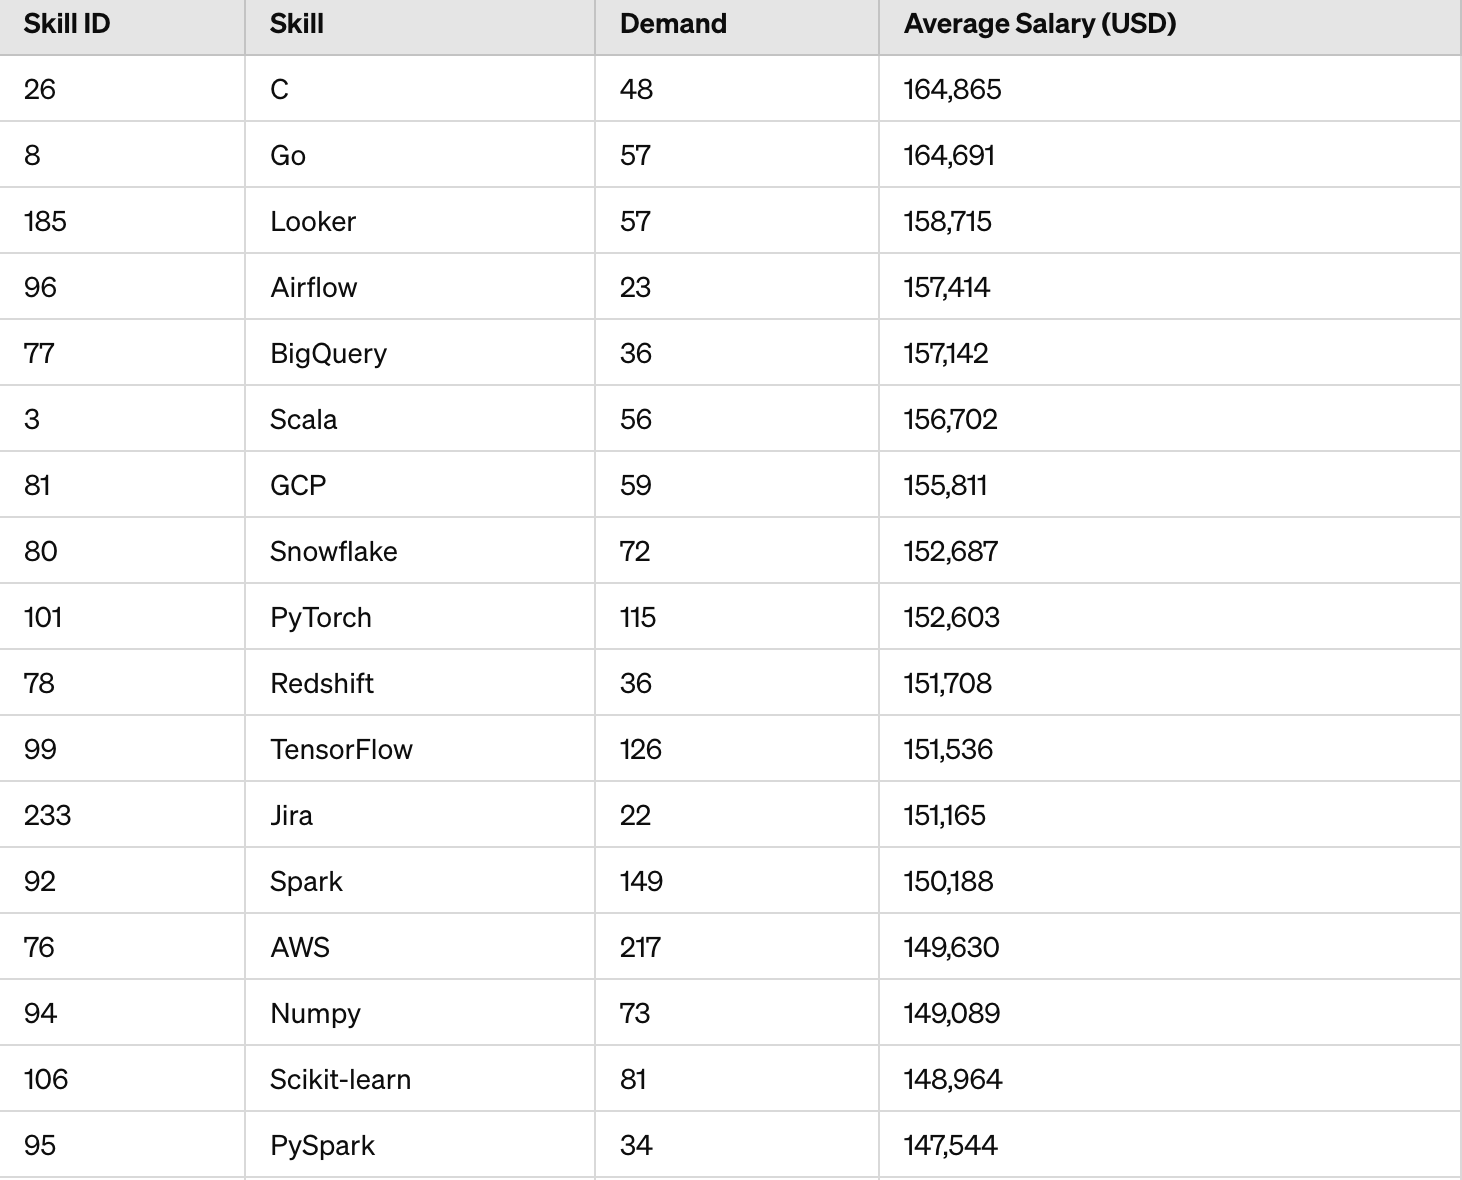 Skill ID Skill Demand Average Salary (USD)
26 C 48 164,865
8 Go 57 164,691
185 Looker 57 158,715
96 Airflow 23 157,414
77 BigQuery 36 157,142
3 Scala 56 156,702
81 GCP 59 155,811
80 Snowflake 72 152,687
101 PyTorch 115 152,603
78 Redshift 36 151,708
99 TensorFlow 126 151,536
233 Jira 22 151,165
92 Spark 149 150,188
76 AWS 217 149,630
94 Numpy 73 149,089
106 Scikit-learn 81 148,964
95 PySpark 34 147,544